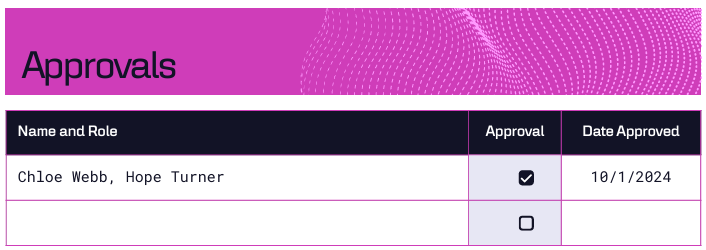 Approvals
Name and Role Approval Date Approved
Chloe Webb, Hope Turner 10/1/2024